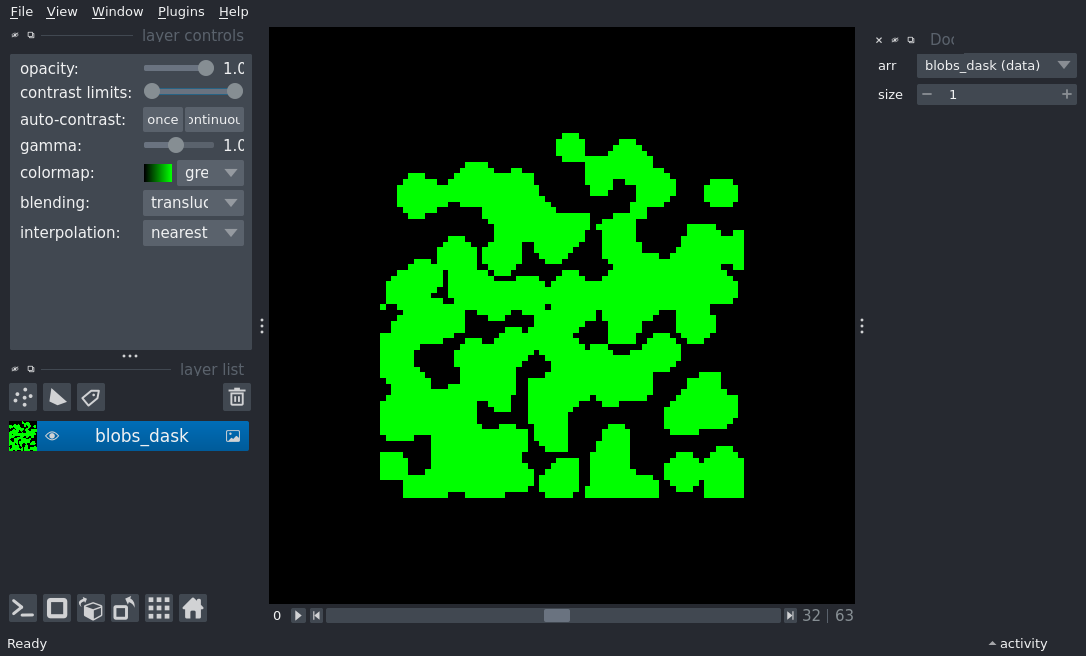 File View Window Plugins Help
layer controls
opacity: 1.0
contrast limits:
auto-contrast: once ontinuou
gamma: 1.0
colormap: gre
blending: transluc
interpolation: nearest
layer list
blobs_dask
0 32 | 63
Ready
Doc
arr blobs_dask (data)
size 1
activity